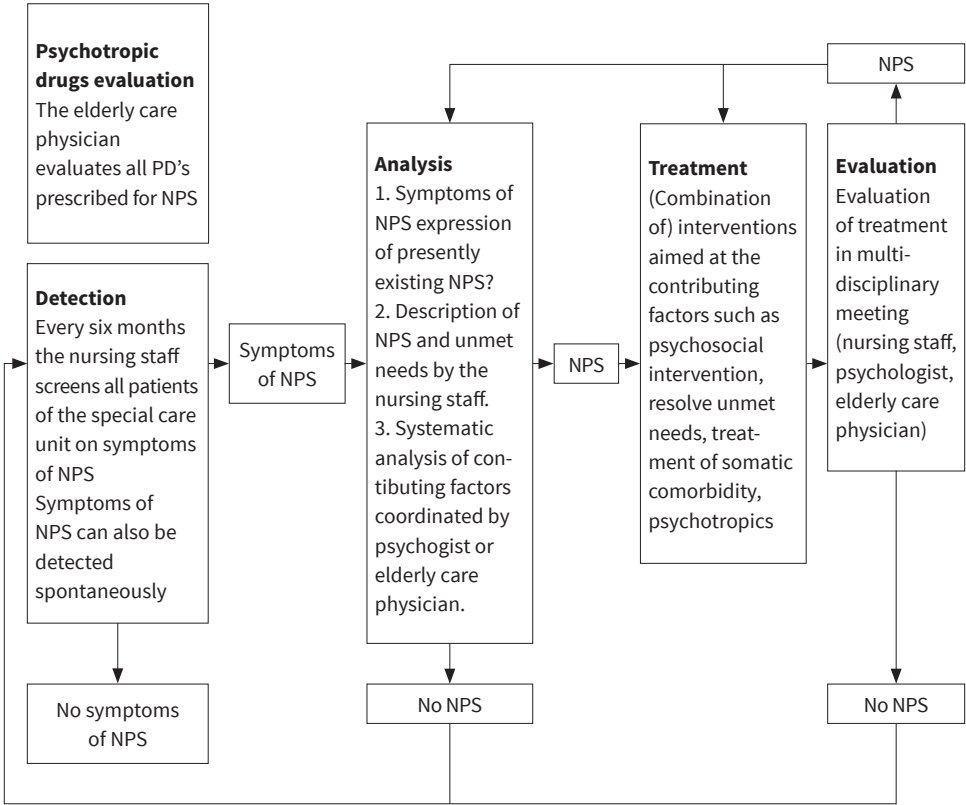 Psychotropic
drugs evaluation
The elderly care
physician
evaluates all PD's
prescribed for NPS
Detection
Every six months
the nursing staff
screens all patients
of the special care
unit on symptoms
of NPS
Symptoms of
NPS can also be
detected
spontaneously
No symptoms
of NPS
Symptoms
of NPS
Analysis
1. Symptoms of
NPS expression
of presently
existing NPS?
2. Description of
NPS and unmet
needs by the
nursing staff.
3. Systematic
analysis of con-
tibuting factors
coordinated by
psychogist or
elderly care
physician.
No NPS
NPS
Treatment
(Combination
of) interventions
aimed at the
contributing
factors such as
psychosocial
intervention,
resolve unmet
needs, treat-
ment of somatic
comorbidity,
psychotropics
NPS
Evaluation
Evaluation
of treatment
in multi-
disciplinary
meeting
(nursing staff,
psychologist,
elderly care
physician)
No NPS